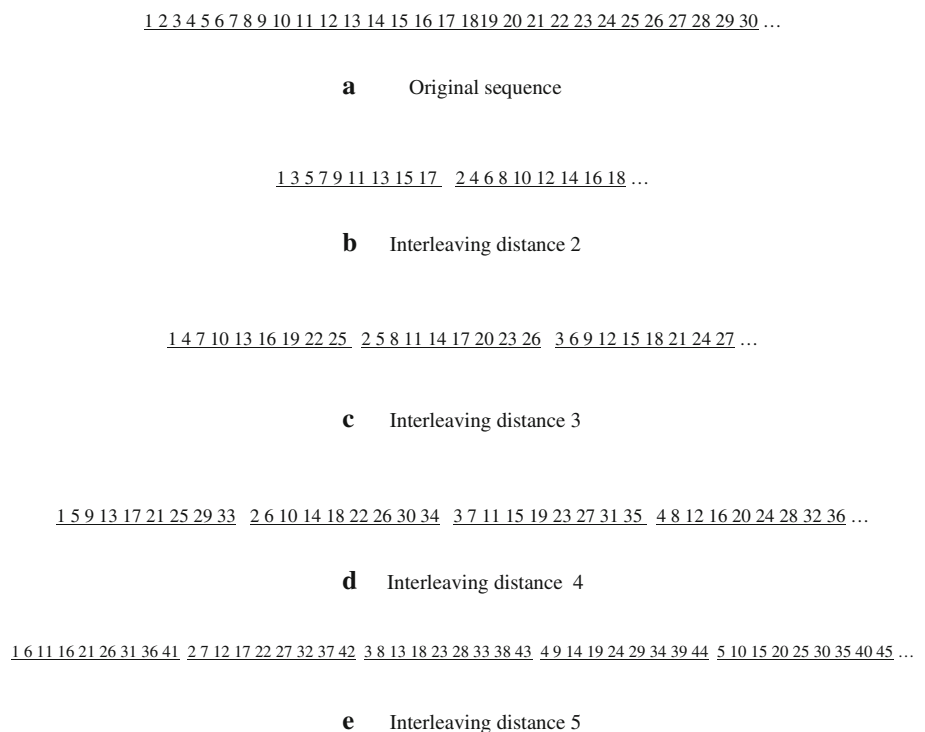 1 2 3 4 5 6 7 8 9 10 11 12 13 14 15 16 17 1819 20 21 22 23 24 25 26 27 28 29 30 ...
a Original sequence
1 3 5 7 9 11 13 15 17 2 4 6 8 10 12 14 16 18 ...
b Interleaving distance 2
1 4 7 10 13 16 19 22 25 2 5 8 11 14 17 20 23 26 3 6 9 12 15 18 21 24 27 ...
c Interleaving distance 3
1 5 9 13 17 21 25 29 33 2 6 10 14 18 22 26 30 34 3 7 11 15 19 23 27 31 35 4 8 12 16 20 24 28 32 36 ...
d Interleaving distance 4
1 6 11 16 21 26 31 36 41 2 7 12 17 22 27 32 37 42 3 8 13 18 23 28 33 38 43 4 9 14 19 24 29 34 39 44 5 10 15 20 25 30 35 40 45 ...
e Interleaving distance 5